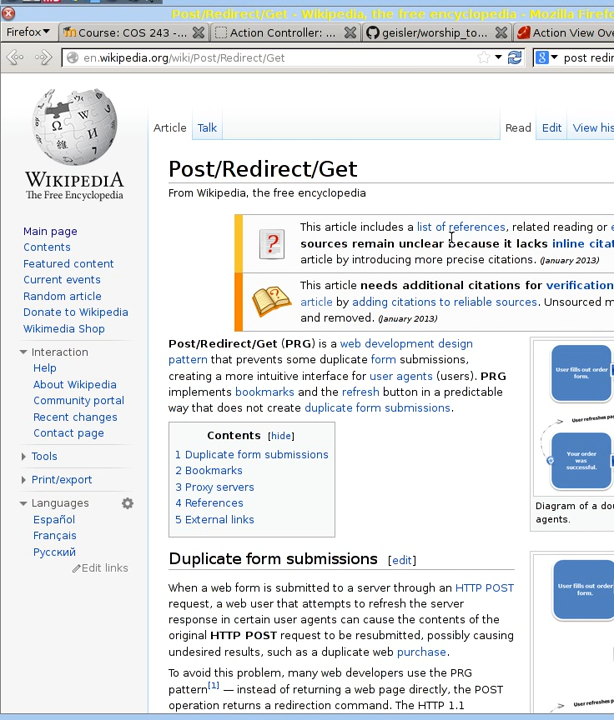 Post/Redirect/Get - Wikipedia, the free encyclopedia - Mozilla Firefo
Firefox
Course: COS 243 -...
Action Controller: ...
geisler/worship_to...
Action View Ove
en.wikipedia.org/wiki/Post/Redirect/Get
post redir
WIKIPEDIA
The Free Encyclopedia
Main page
Contents
Featured content
Current events
Random article
Donate to Wikipedia
Wikimedia Shop
Interaction
Help
About Wikipedia
Community portal
Recent changes
Contact page
Tools
Print/export
Languages
Español
Français
Русский
Edit links
Article Talk
Read Edit View his
Post/Redirect/Get
From Wikipedia, the free encyclopedia
This article includes a list of references, related reading or e
sources remain unclear because it lacks inline citat
article by introducing more precise citations. (January 2013)
This article needs additional citations for verification
article by adding citations to reliable sources. Unsourced m
and removed. (January 2013)
Post/Redirect/Get (PRG) is a web development design
pattern that prevents some duplicate form submissions,
creating a more intuitive interface for user agents (users). PRG
implements bookmarks and the refresh button in a predictable
way that does not create duplicate form submissions.
Contents [hide]
1 Duplicate form submissions
2 Bookmarks
3 Proxy servers
4 References
5 External links
User fills out order
form.
User refreshes pa
Your order
was
successful.
Diagram of a dou
agents.
Duplicate form submissions [edit]
When a web form is submitted to a server through an HTTP POST
request, a web user that attempts to refresh the server
response in certain user agents can cause the contents of the
original HTTP POST request to be resubmitted, possibly causing
undesired results, such as a duplicate web purchase.
To avoid this problem, many web developers use the PRG
pattern[1] — instead of returning a web page directly, the POST
operation returns a redirection command. The HTTP 1.1
User fills out order
form.
User refreshes pa